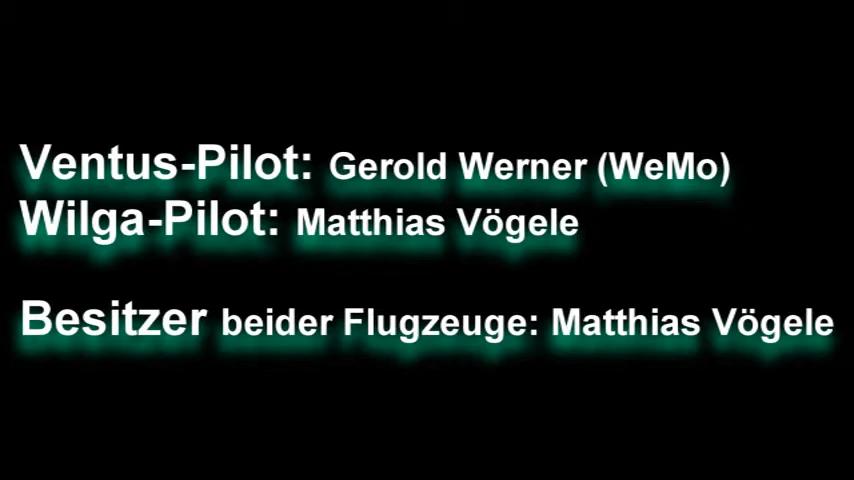 Ventus-Pilot: Gerold Werner (WeMo)
Wilga-Pilot: Matthias Vögele
Besitzer beider Flugzeuge: Matthias Vögele